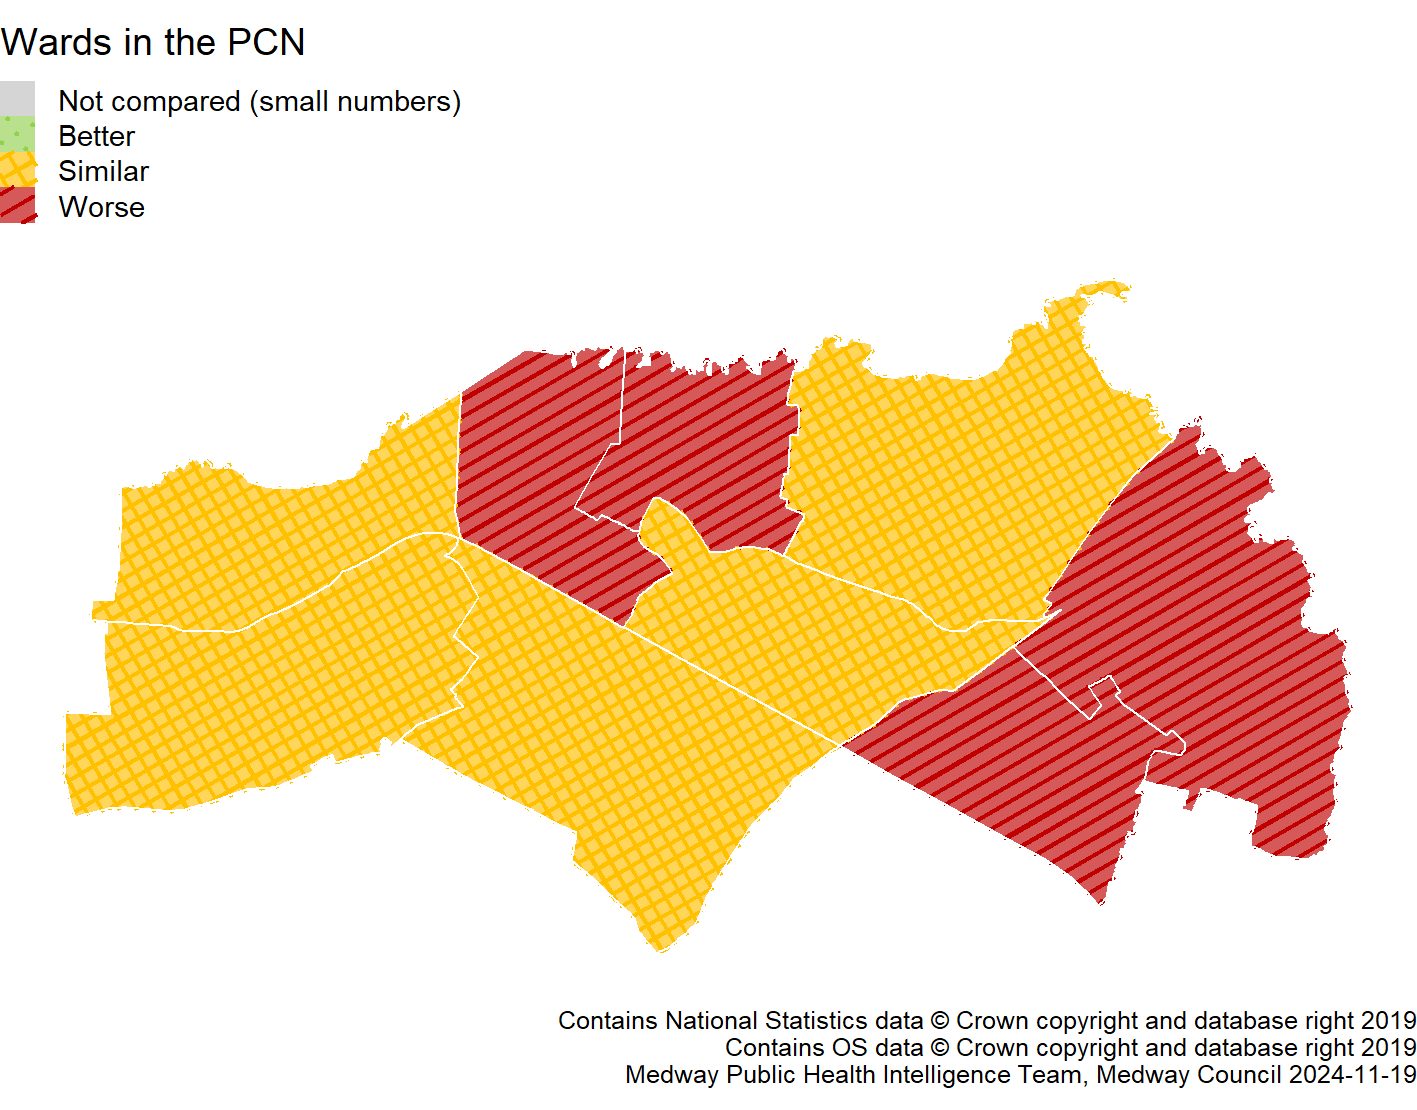 Wards in the PCN
Not compared (small numbers)
Better
Similar
Worse
Contains National Statistics data © Crown copyright and database right 2019
Contains OS data © Crown copyright and database right 2019
Medway Public Health Intelligence Team, Medway Council 2024-11-19